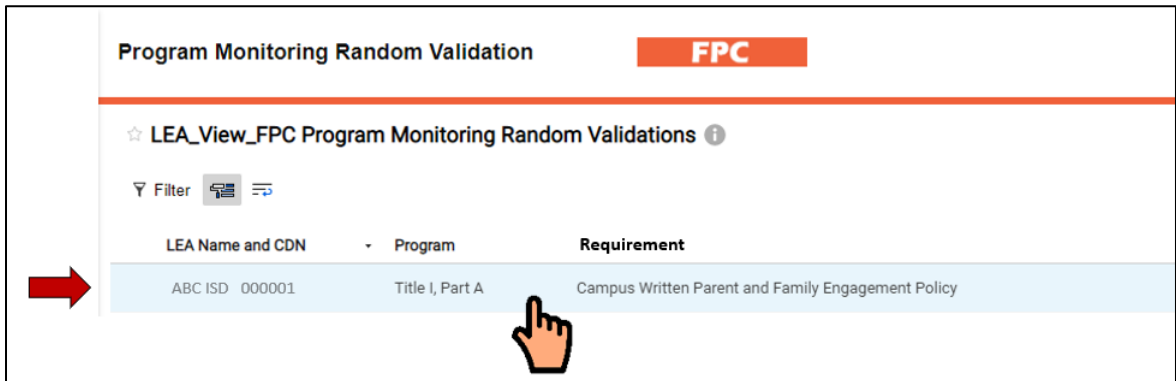 Program Monitoring Random Validation FPC
LEA_View_FPC Program Monitoring Random Validations
Filter
LEA Name and CDN Program Requirement
ABC ISD 000001 Title I, Part A Campus Written Parent and Family Engagement Policy